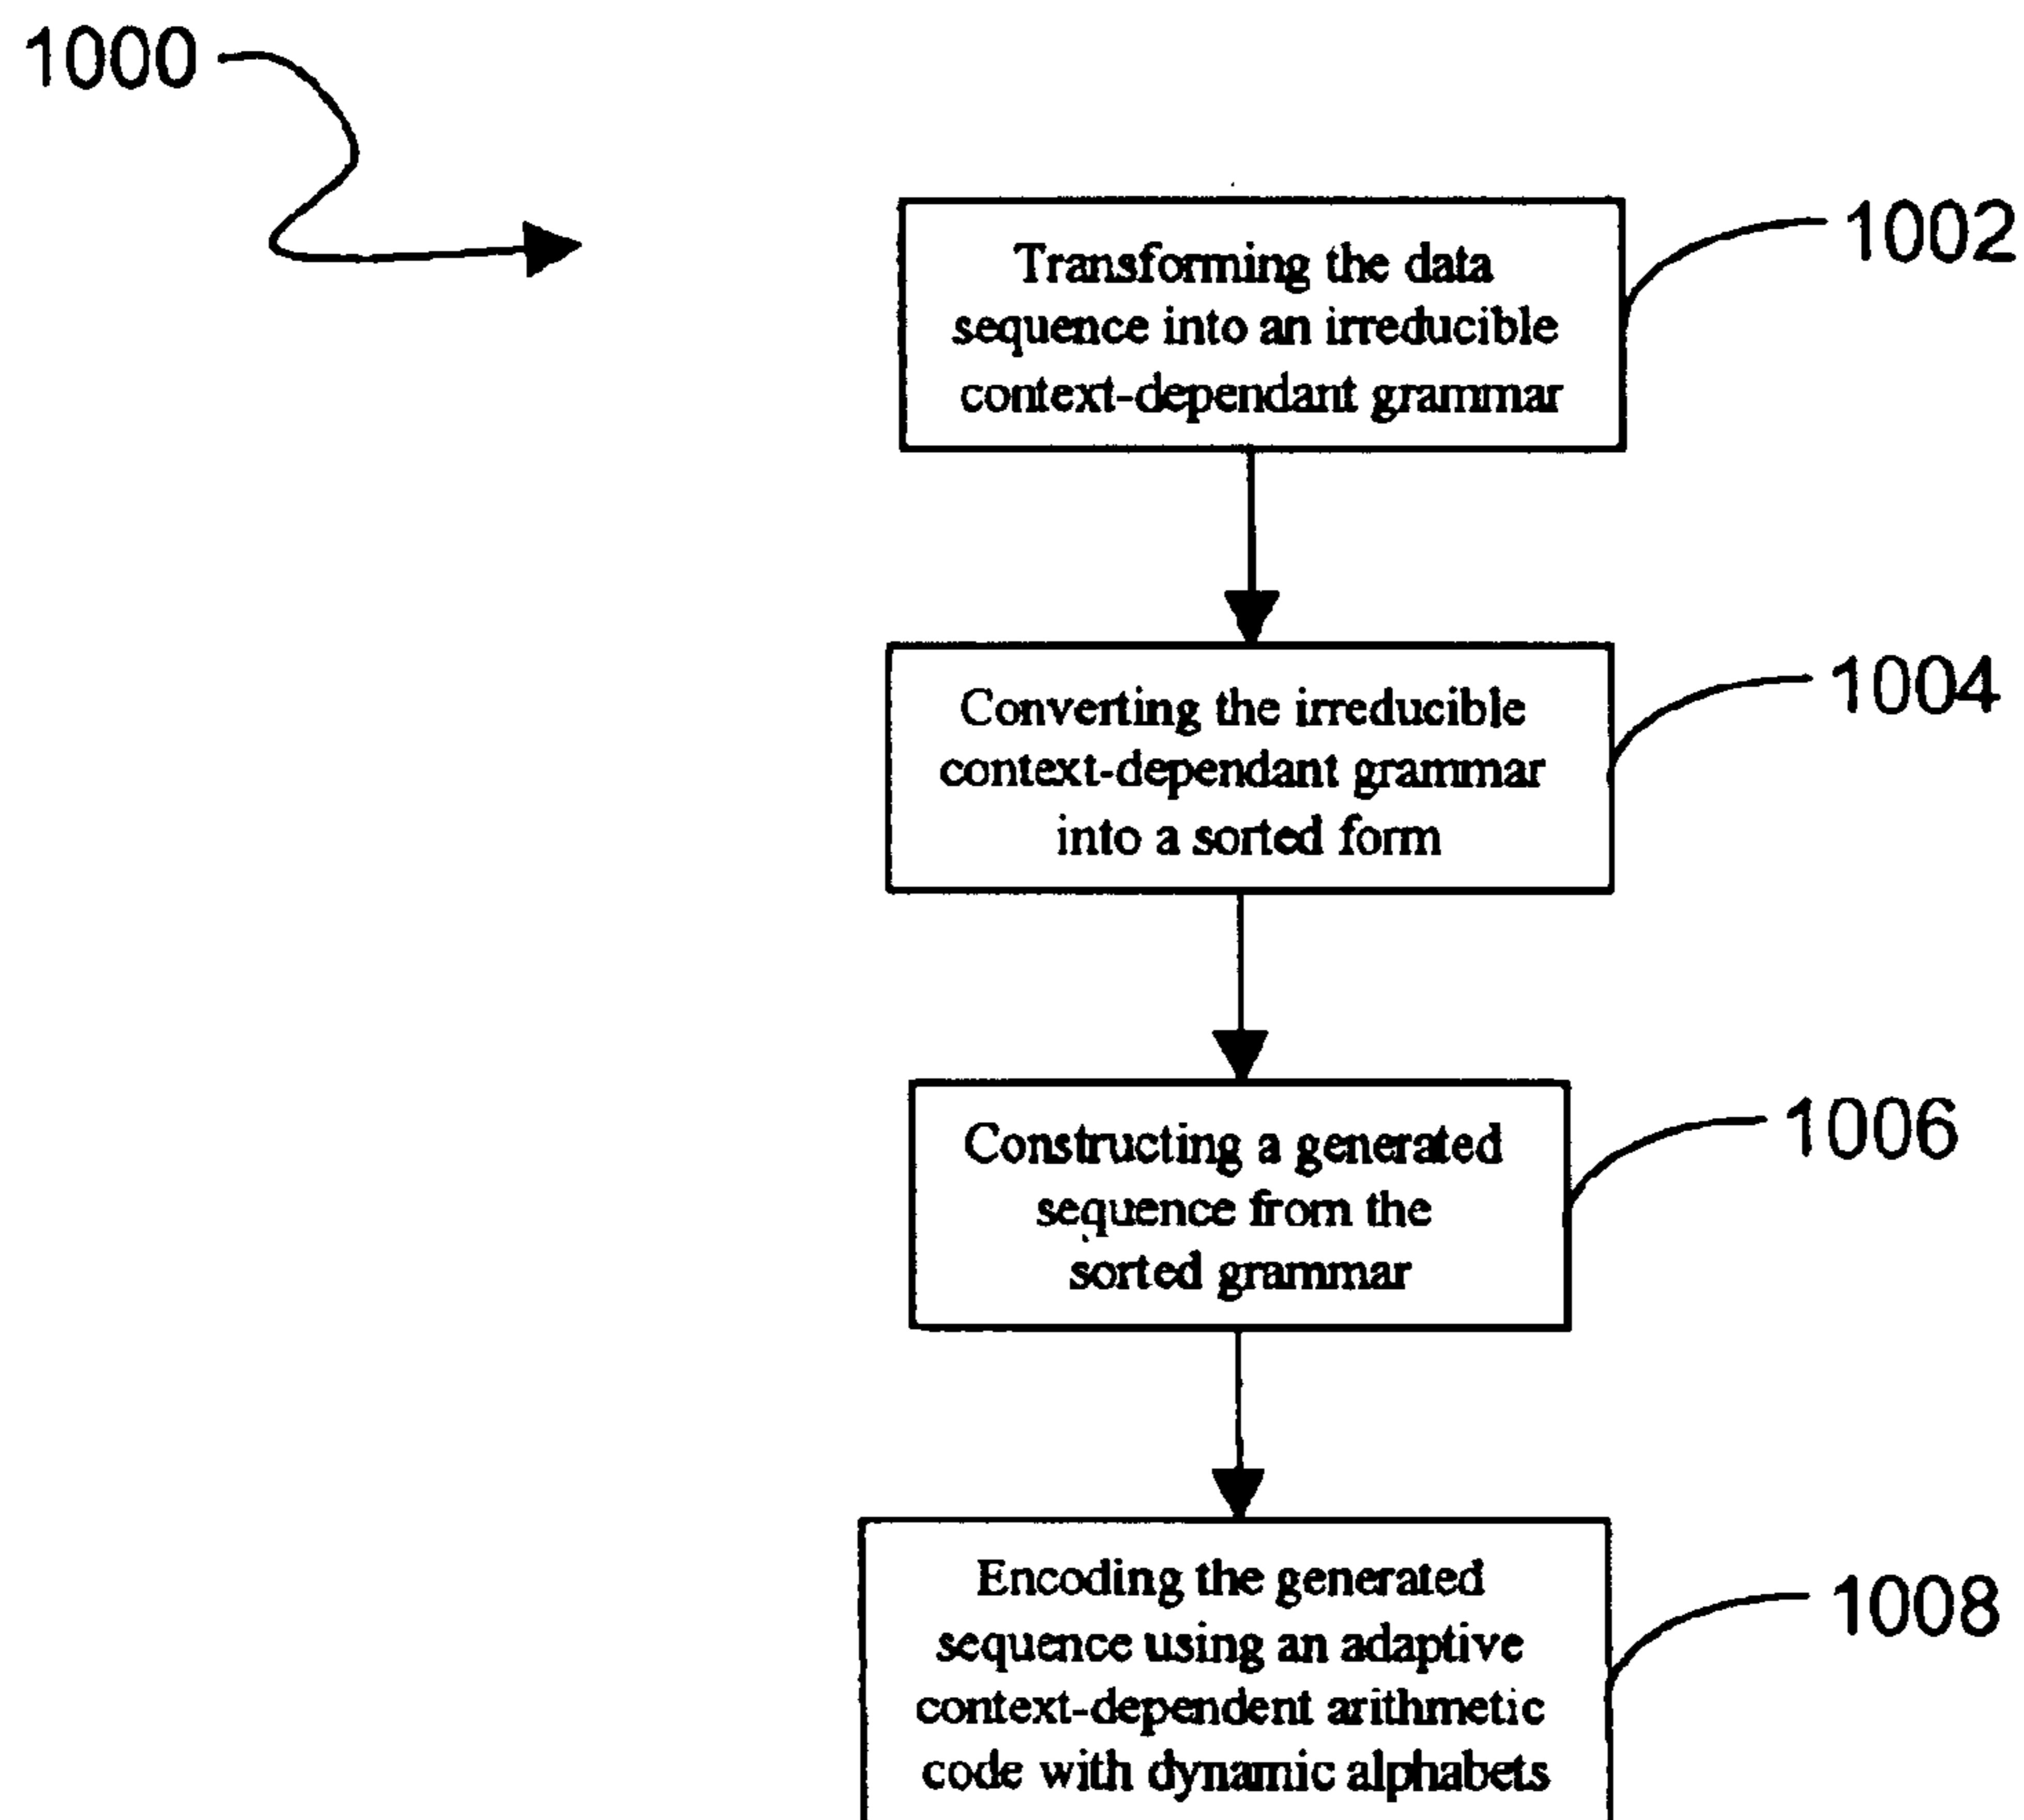 1000
Transforming the data
sequence into an irreducible
context-dependant grammar
1002
Converting the irreducible
context-dependant grammar
into a sorted form
1004
Constructing a generated
sequence from the
sorted grammar
1006
Encoding the generated
sequence using an adaptive
context-dependent arithmetic
code with dynamic alphabets
1008